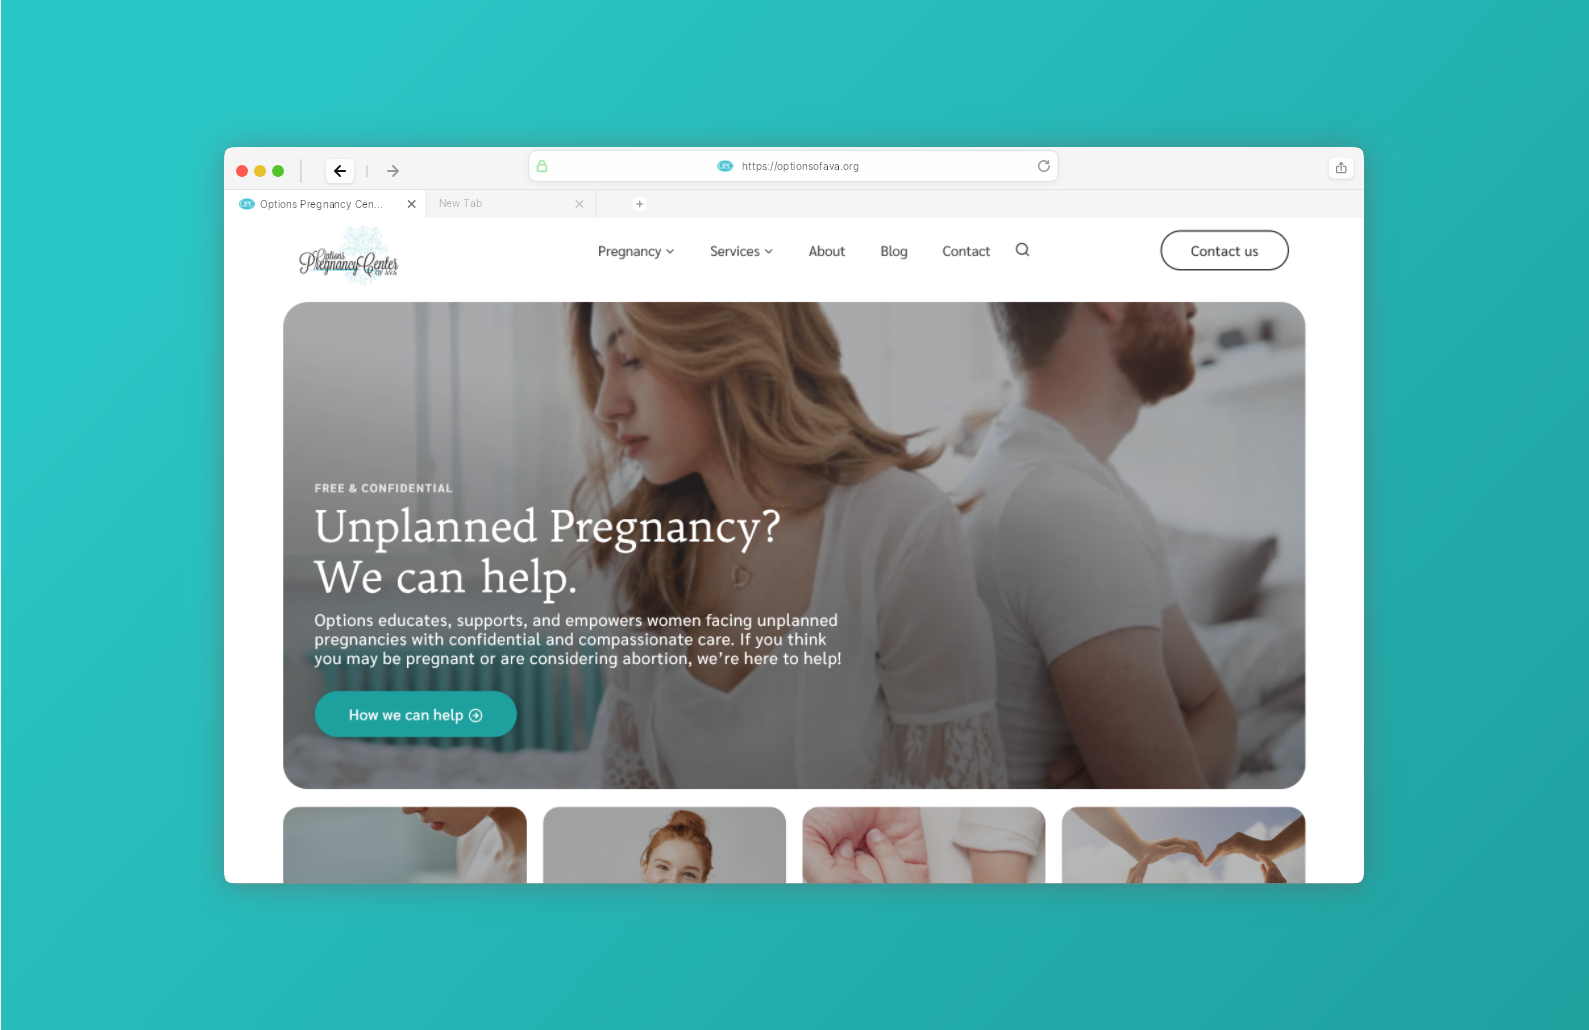 https://optionsofava.org
Options Pregnancy Cen...
New Tab
Options
Pregnancy Center
OF AVA
Pregnancy
Services
About
Blog
Contact
Contact us
FREE & CONFIDENTIAL
Unplanned Pregnancy?
We can help.
Options educates, supports, and empowers women facing unplanned
pregnancies with confidential and compassionate care. If you think
you may be pregnant or are considering abortion, we’re here to help!
How we can help